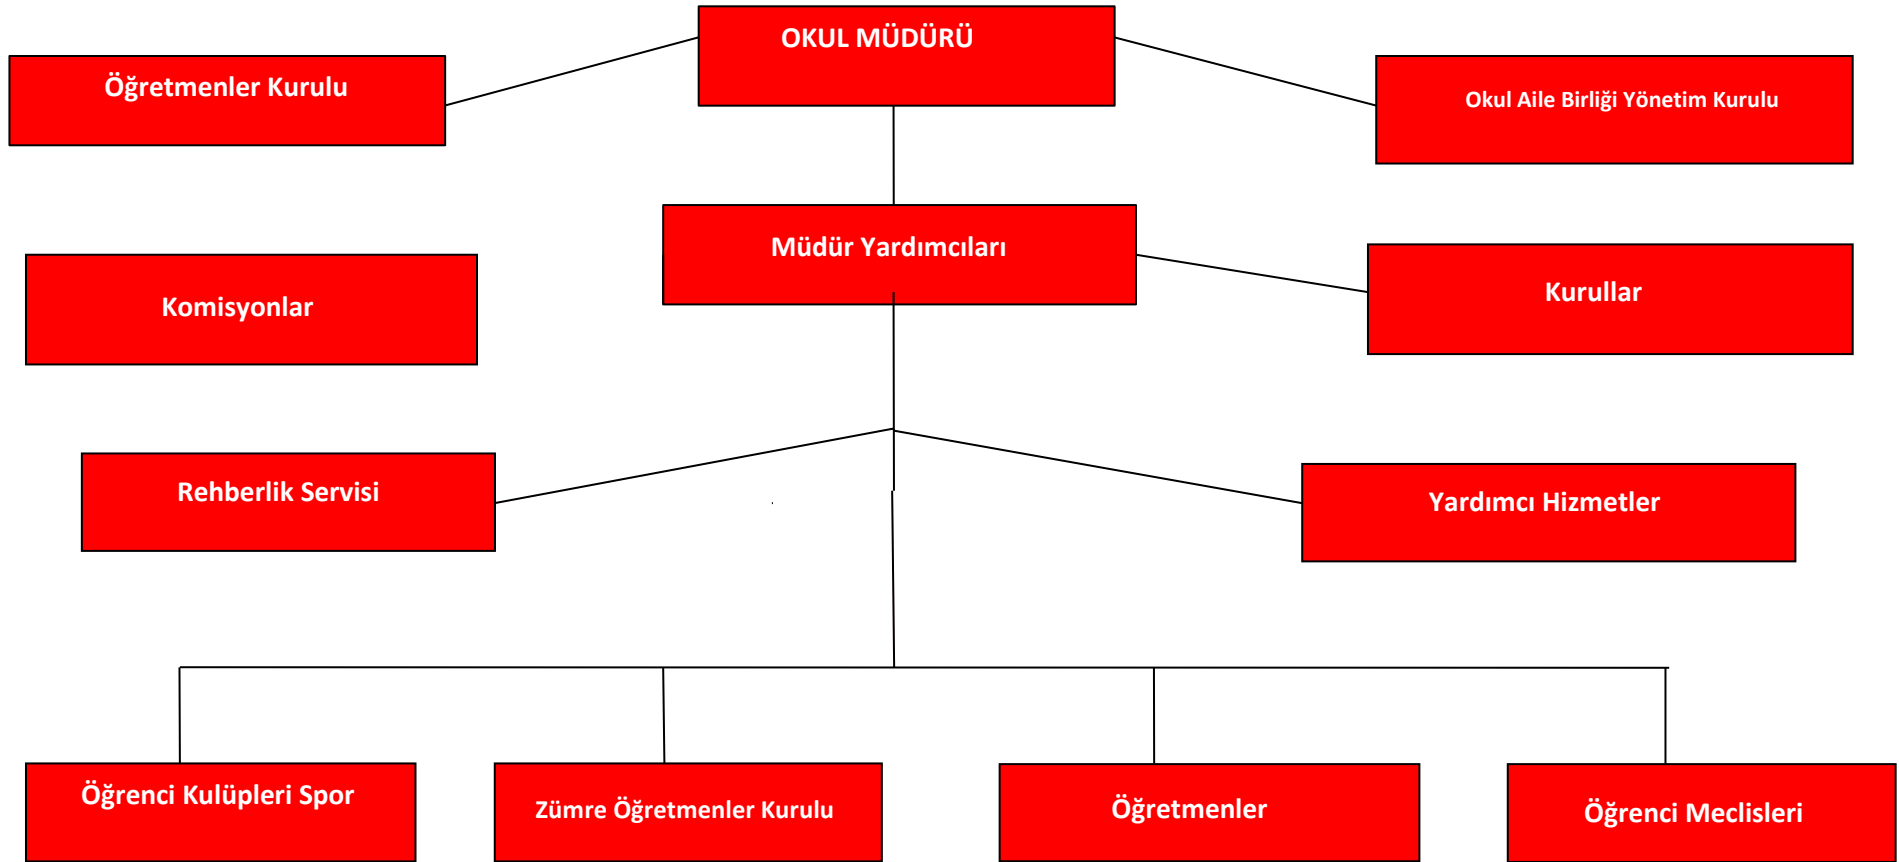 OKUL MÜDÜRÜ
Öğretmenler Kurulu
Okul Aile Birliği Yönetim Kurulu
Müdür Yardımcıları
Komisyonlar
Kurullar
Rehberlik Servisi
Yardımcı Hizmetler
Öğrenci Kulüpleri Spor
Zümre Öğretmenler Kurulu
Öğretmenler
Öğrenci Meclisleri